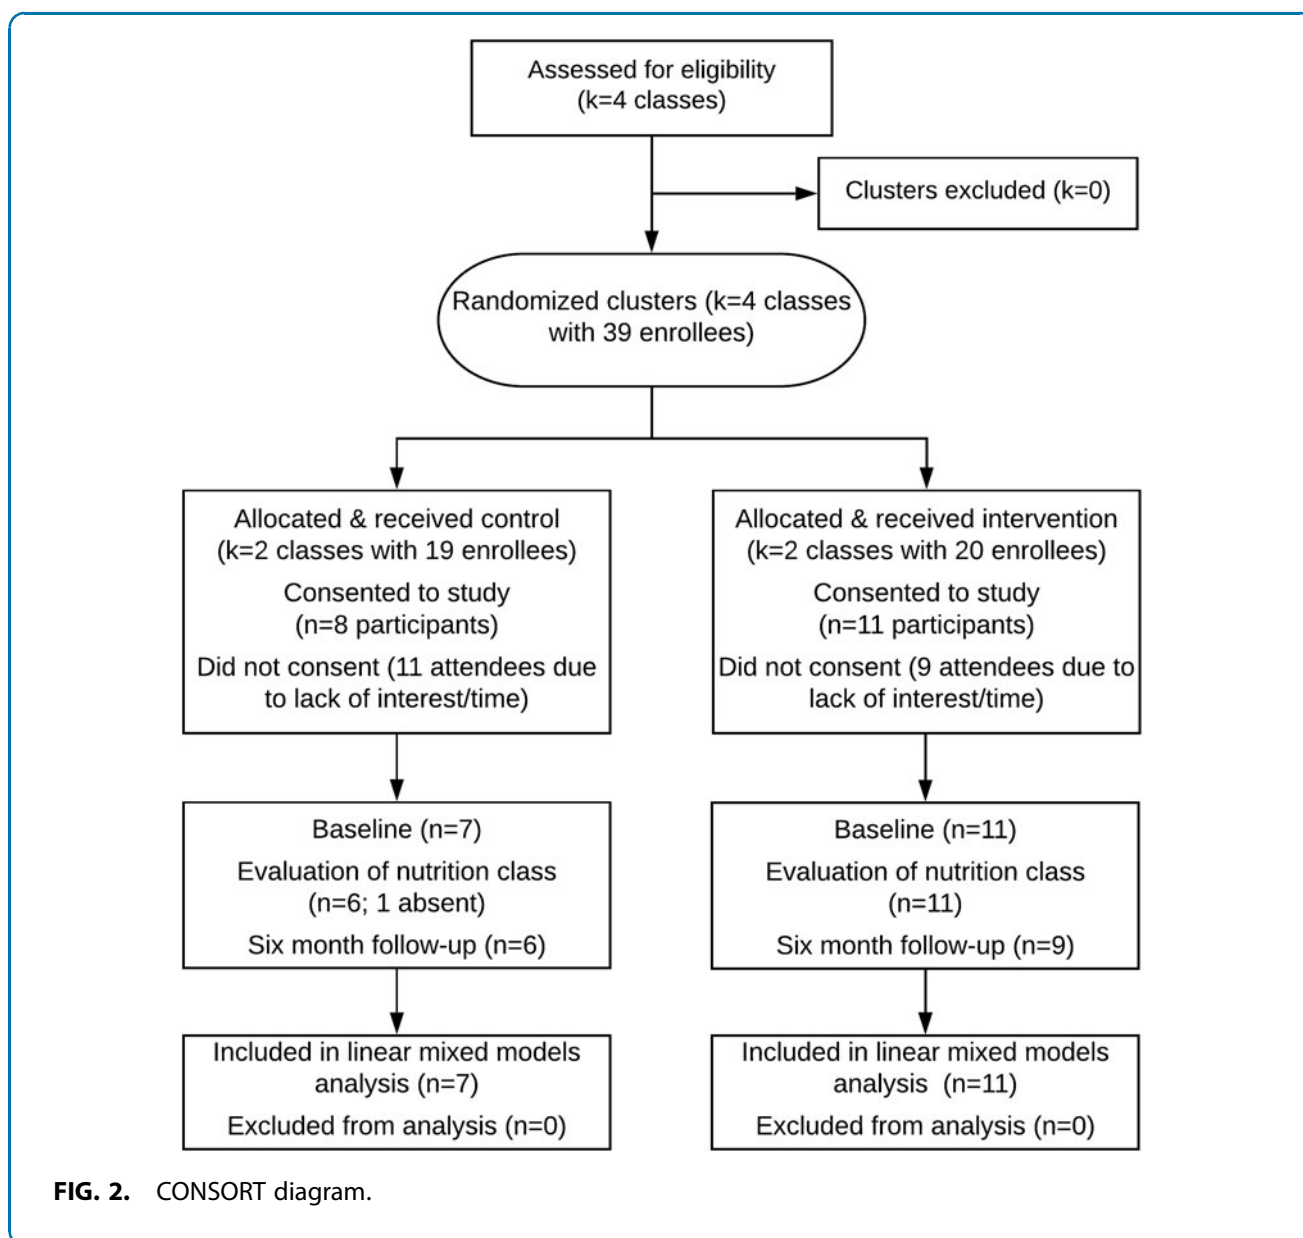 Assessed for eligibility
(k=4 classes)
Clusters excluded (k=0)
Randomized clusters (k=4 classes
with 39 enrollees)
Allocated & received control
(k=2 classes with 19 enrollees)
Consented to study
(n=8 participants)
Did not consent (11 attendees due
to lack of interest/time)
Allocated & received intervention
(k=2 classes with 20 enrollees)
Consented to study
(n=11 participants)
Did not consent (9 attendees due to
lack of interest/time)
Baseline (n=7)
Evaluation of nutrition class
(n=6; 1 absent)
Six month follow-up (n=6)
Baseline (n=11)
Evaluation of nutrition class
(n=11)
Six month follow-up (n=9)
Included in linear mixed models
analysis (n=7)
Excluded from analysis (n=0)
Included in linear mixed models
analysis (n=11)
Excluded from analysis (n=0)
FIG. 2. CONSORT diagram.